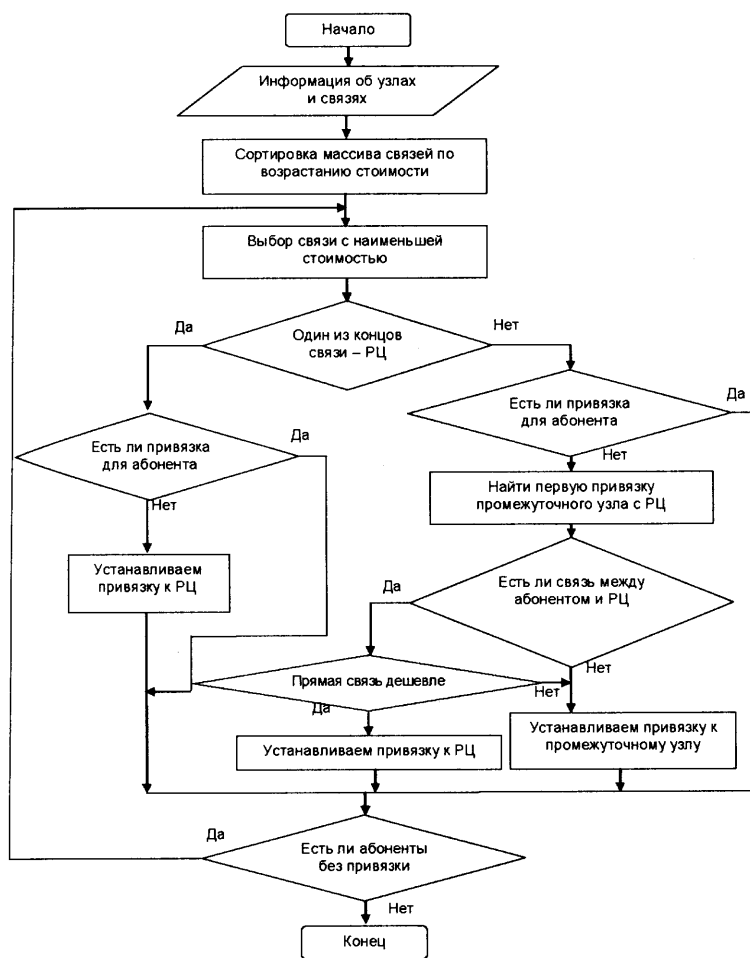 Начало
Информация об узлах
и связях
Сортировка массива связей по
возрастанию стоимости
Выбор связи с наименьшей
стоимостью
Да
Нет
Один из концов
связи – РЦ
Есть ли привязка
для абонента
Да
Нет
Есть ли привязка
для абонента
Да
Нет
Найти первую привязку
промежуточного узла с РЦ
Устанавливаем
привязку к РЦ
Да
Есть ли связь между
абонентом и РЦ
Нет
Прямая связь дешевле
Нет
Да
Устанавливаем привязку к РЦ
Устанавливаем привязку к
промежуточному узлу
Да
Есть ли абоненты
без привязки
Нет
Конец